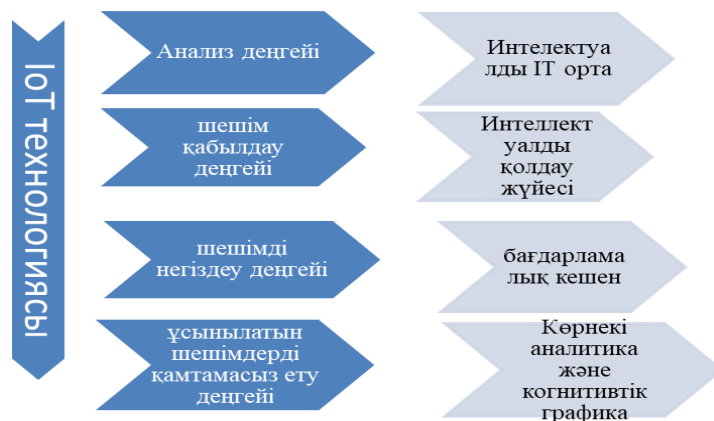 IoT технологиясы
Анализ деңгейі
Интелектуа
лды IT орта
шешім
қабылдау
деңгейі
Интеллект
уалды
қолдау
жүйесі
шешімді
негіздеу деңгейі
бағдарлама
лық кешен
ұсынылатын
шешімдерді
қамтамасыз ету
деңгейі
Көрнекі
аналитика
және
когнитивтік
графика